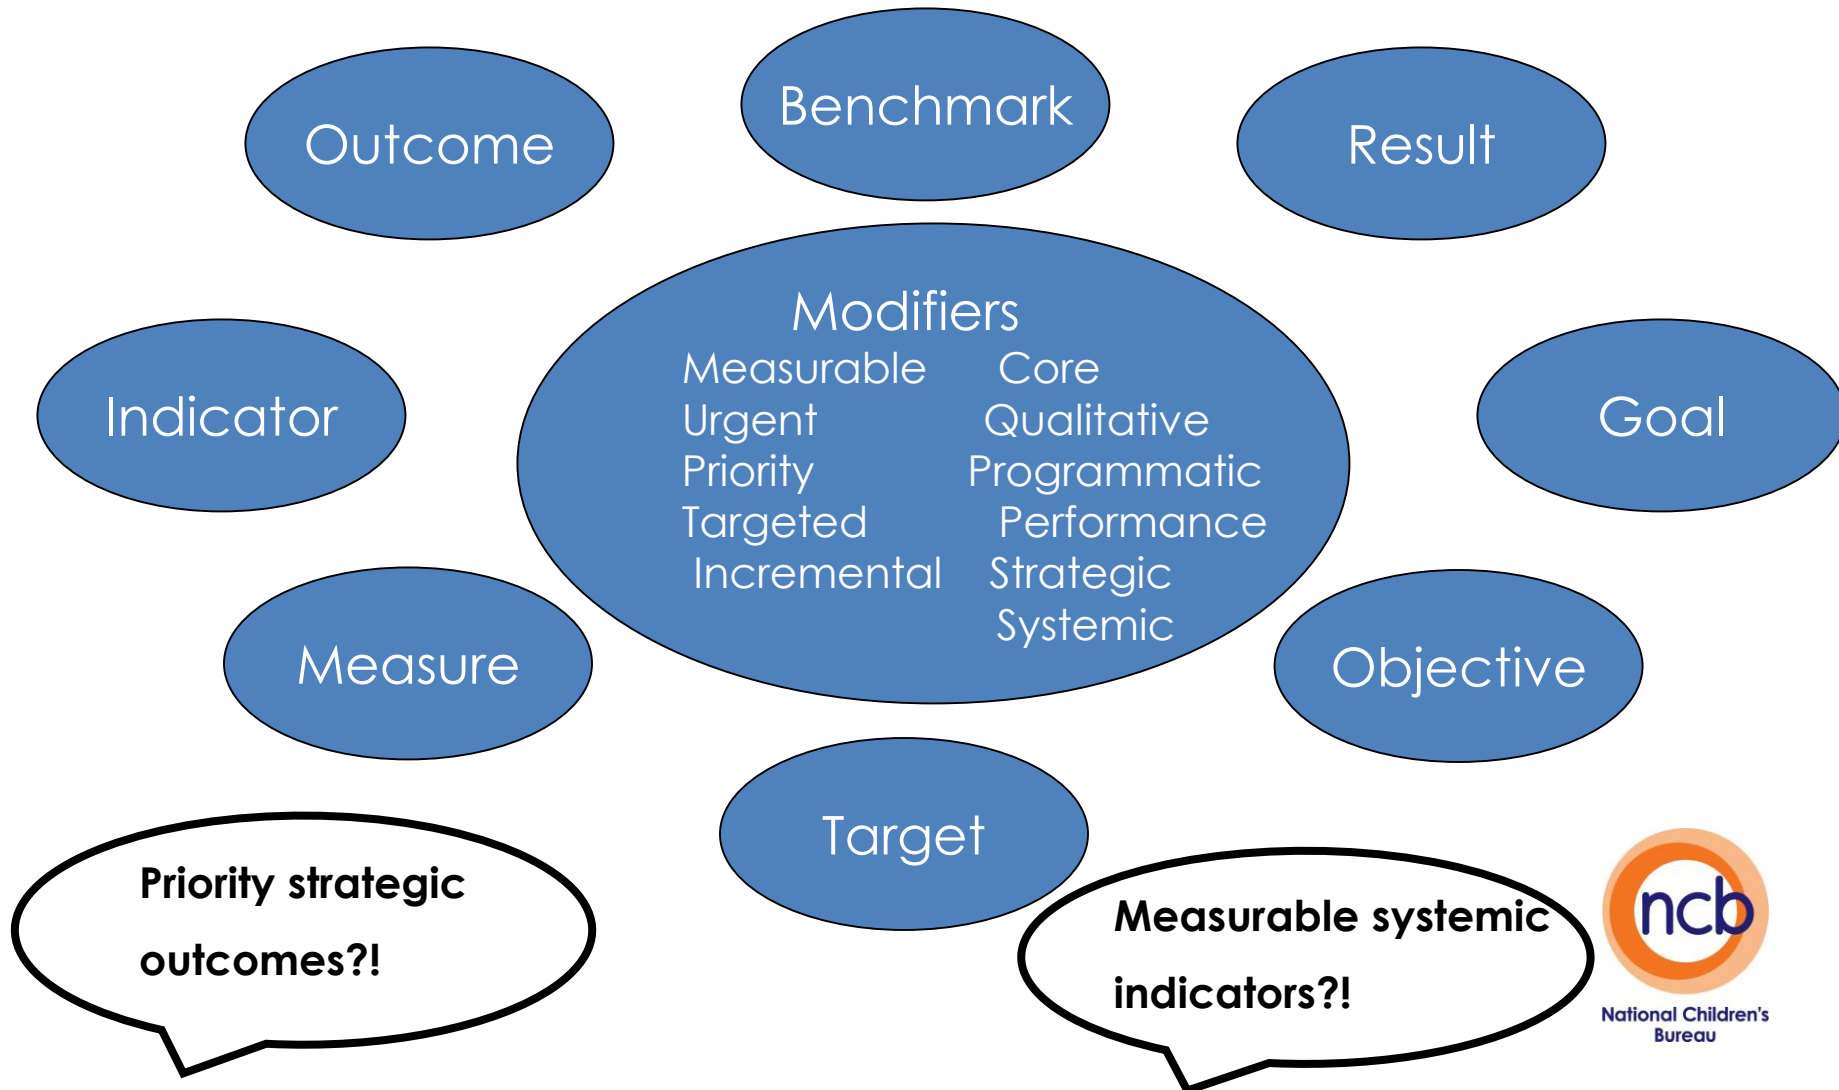 Benchmark
Outcome
Result
Modifiers
Measurable Core
Urgent Qualitative
Priority Programmatic
Targeted Performance
Incremental Strategic
Systemic
Indicator
Goal
Measure
Objective
Target
Priority strategic
outcomes?!
Measurable systemic
indicators?!
ncb
National Children's
Bureau